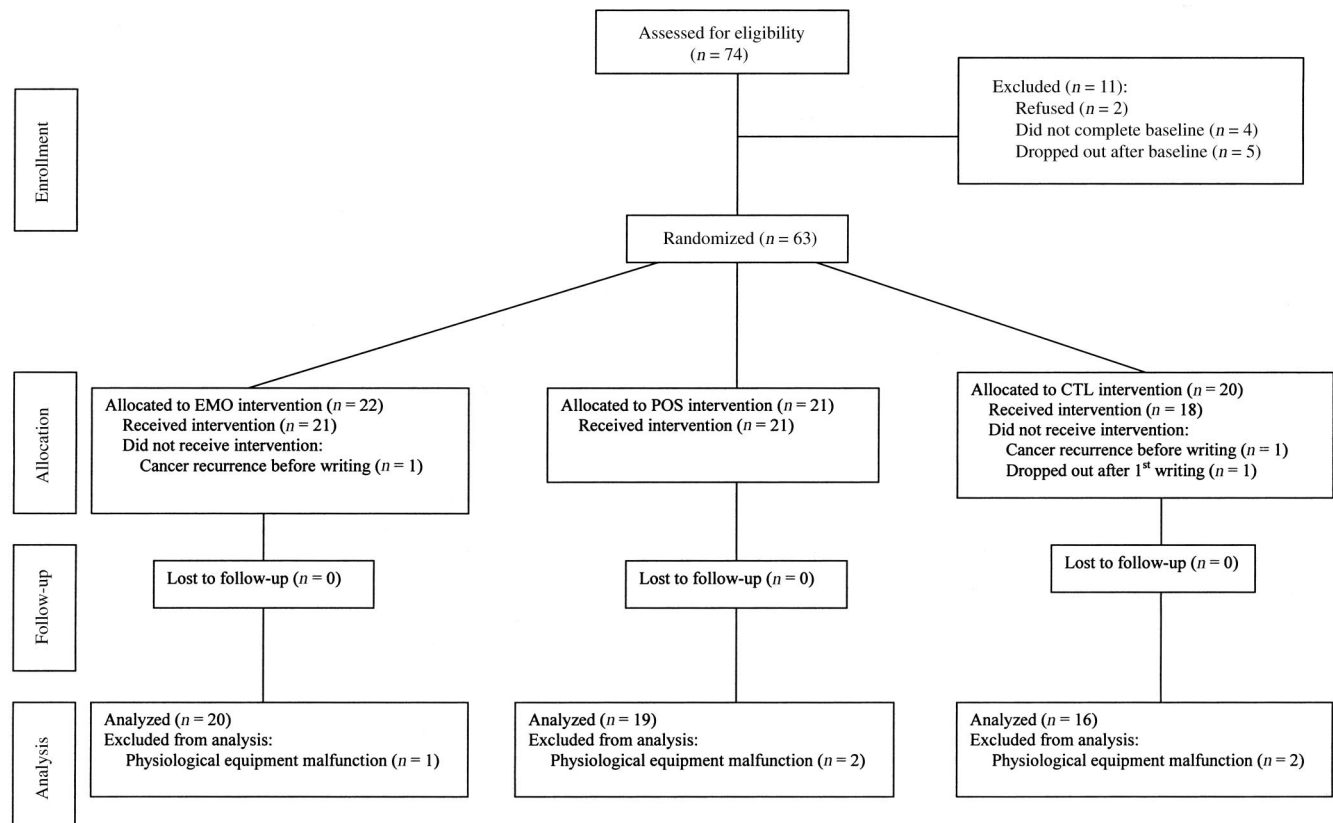 Assessed for eligibility
(n = 74)
Enrollment
Excluded (n = 11):
Refused (n = 2)
Did not complete baseline (n = 4)
Dropped out after baseline (n = 5)
Randomized (n = 63)
Allocation
Allocated to EMO intervention (n = 22)
Received intervention (n = 21)
Did not receive intervention:
Cancer recurrence before writing (n = 1)
Allocated to POS intervention (n = 21)
Received intervention (n = 21)
Allocated to CTL intervention (n = 20)
Received intervention (n = 18)
Did not receive intervention:
Cancer recurrence before writing (n = 1)
Dropped out after 1st writing (n = 1)
Follow-up
Lost to follow-up (n = 0)
Lost to follow-up (n = 0)
Lost to follow-up (n = 0)
Analysis
Analyzed (n = 20)
Excluded from analysis:
Physiological equipment malfunction (n = 1)
Analyzed (n = 19)
Excluded from analysis:
Physiological equipment malfunction (n = 2)
Analyzed (n = 16)
Excluded from analysis:
Physiological equipment malfunction (n = 2)